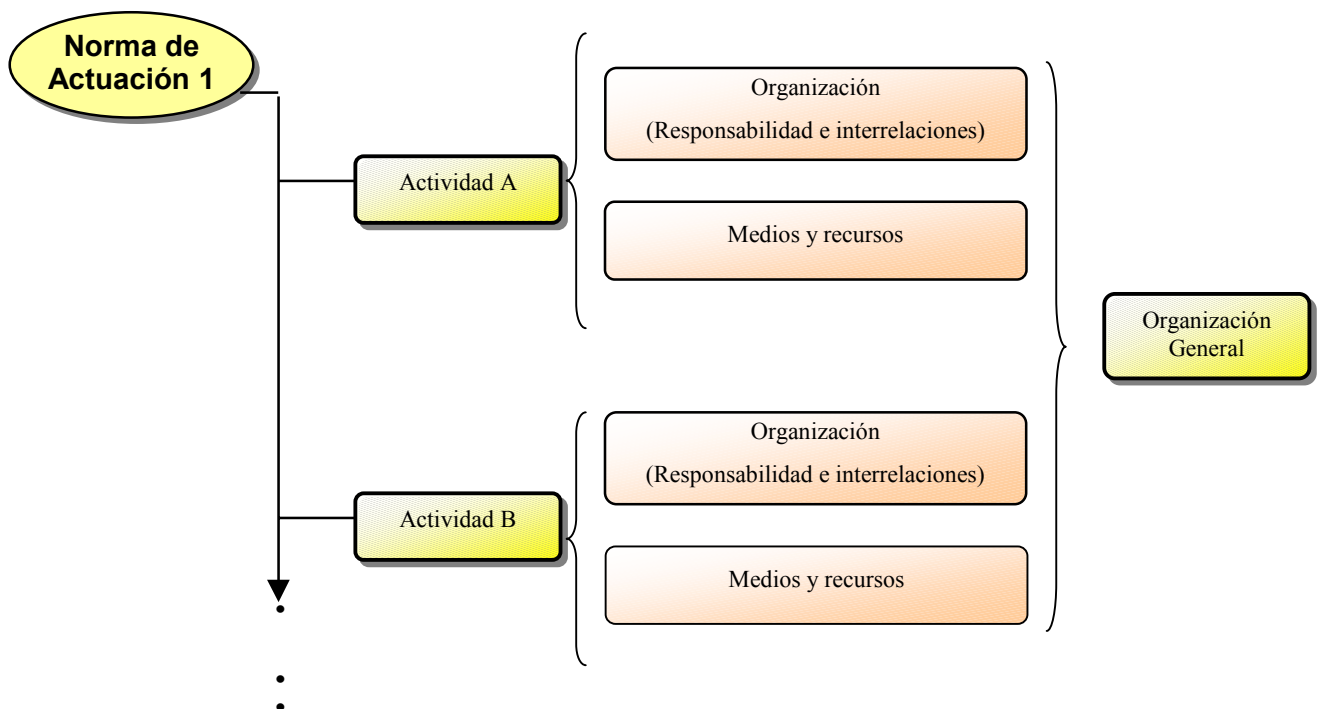 Norma de
Actuación 1
Organización
(Responsabilidad e interrelaciones)
Actividad A
Medios y recursos
Organización
General
Organización
(Responsabilidad e interrelaciones)
Actividad B
Medios y recursos